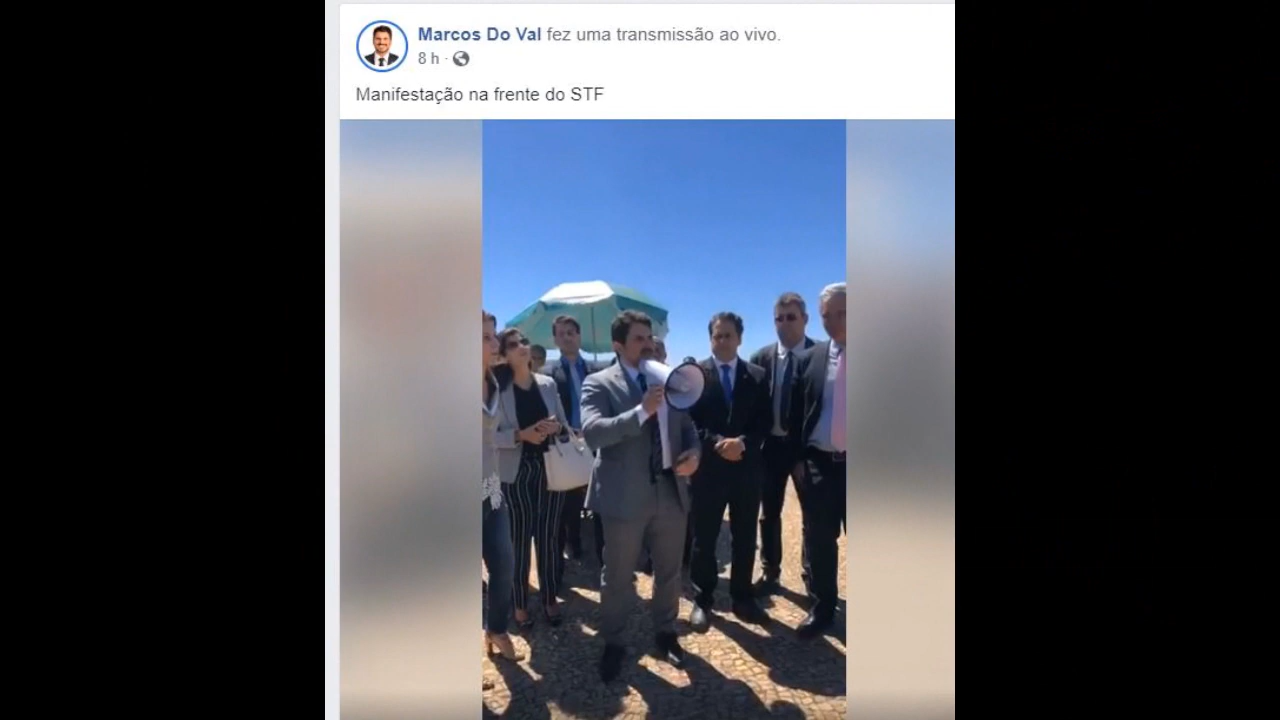 Marcos Do Val fez uma transmissão ao vivo.
8 h ·
Manifestação na frente do STF